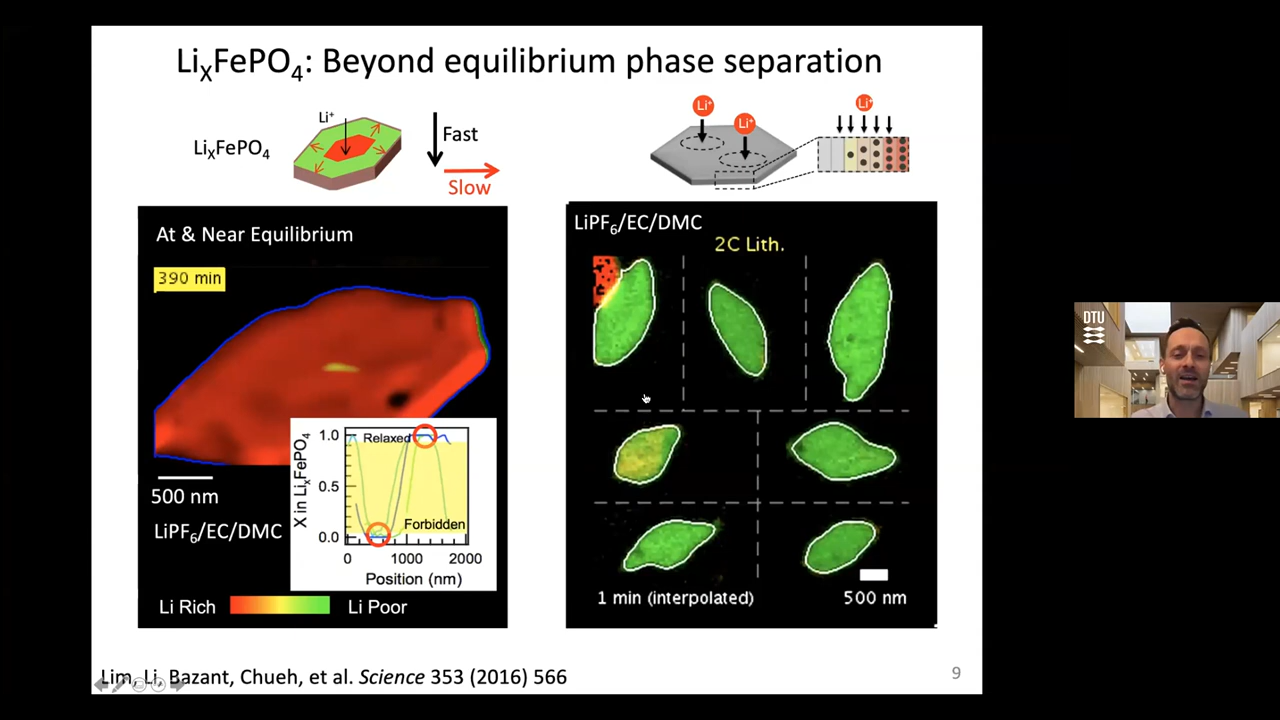 LiXFePO4: Beyond equilibrium phase separation
Li+
LiXFePO4
Fast
Slow
Li+
Li+
Li+
At & Near Equilibrium
390 min
500 nm
LiPF6/EC/DMC
X in LixFePO4
1.0
0.5
0.0
Relaxed
Forbidden
0
1000
2000
Position (nm)
Li Rich
Li Poor
LiPF6/EC/DMC
2C Lith.
1 min (interpolated)
500 nm
DTU
Lim, Li, Bazant, Chueh, et al. Science 353 (2016) 566
9